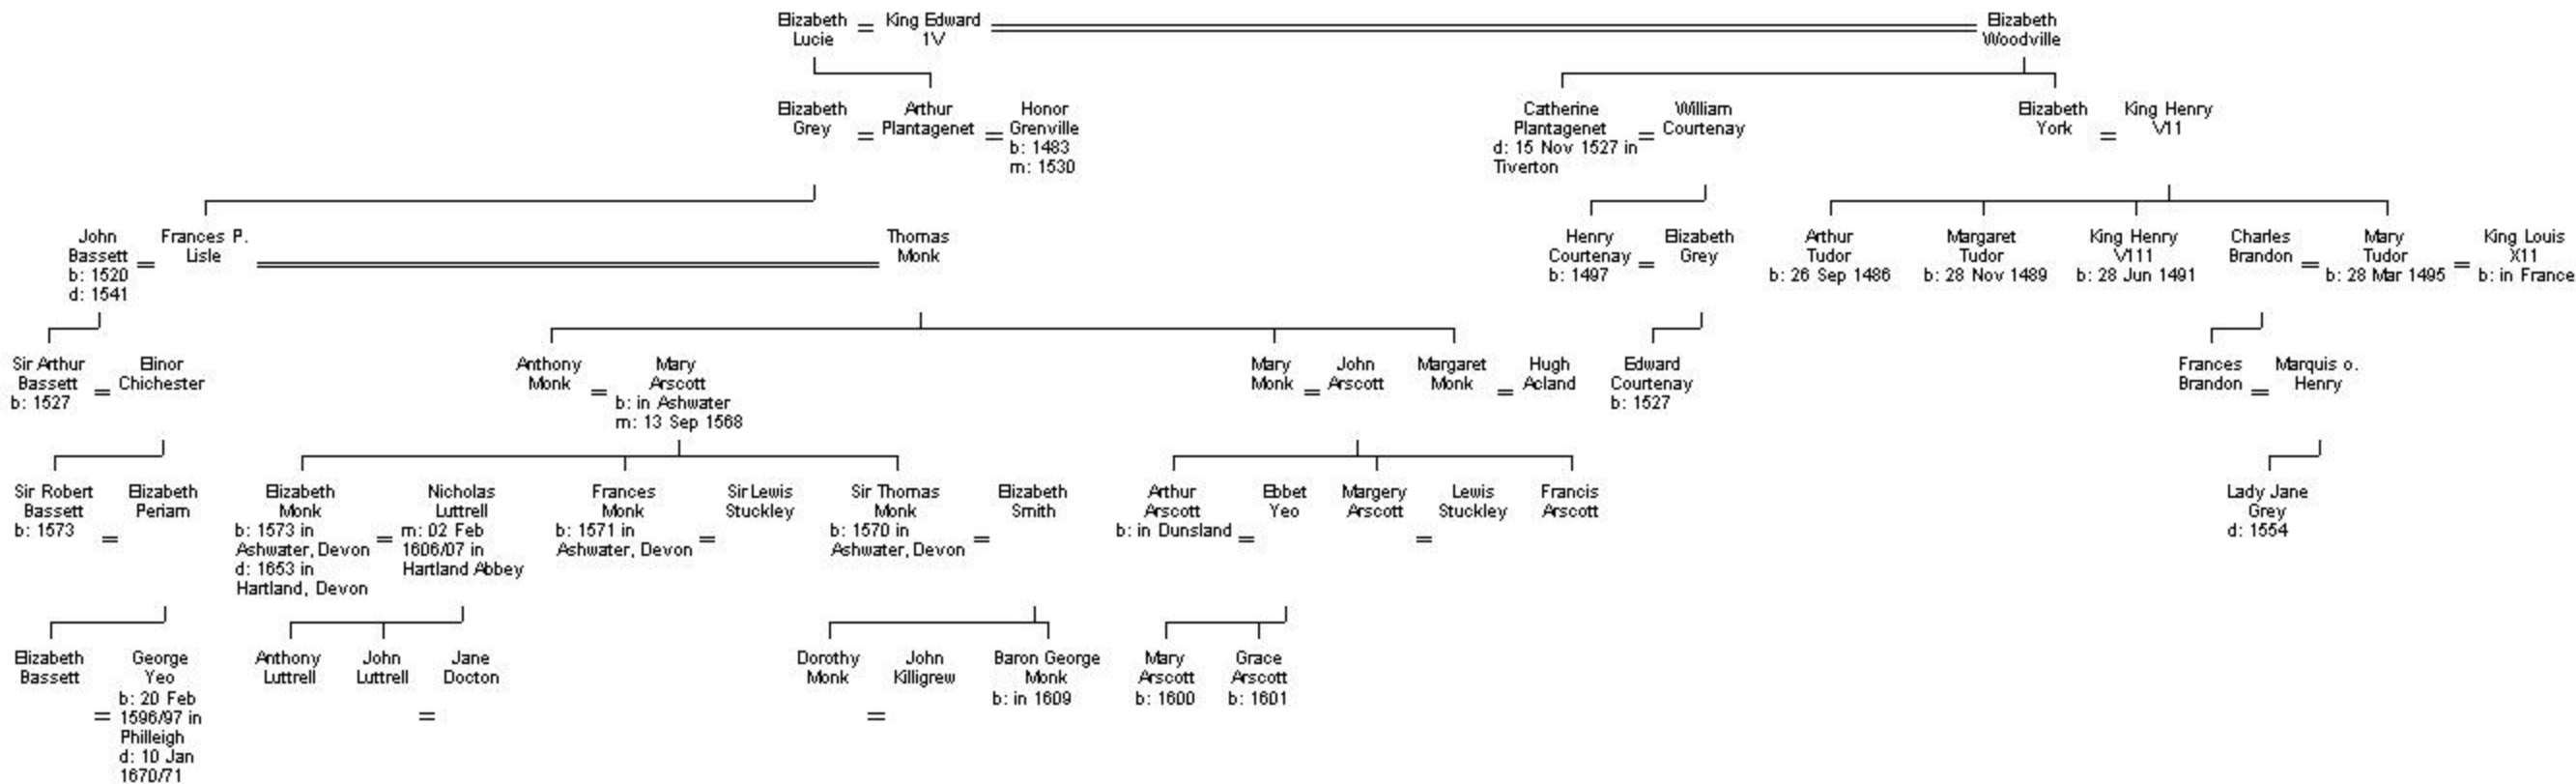 Elizabeth
Lucie
=
King Edward
1V
=
Elizabeth
Woodville
Elizabeth
Grey
=
Arthur
Plantagenet
=
Honor
Grenville
b: 1483
m: 1530
Catherine
Plantagenet
d: 15 Nov 1527 in
Tiverton
=
William
Courtenay
Elizabeth
York
=
King Henry
V11
John
Bassett
b: 1520
d: 1541
=
Frances P.
Lisle
=
Thomas
Monk
Henry
Courtenay
b: 1497
=
Elizabeth
Grey
Arthur
Tudor
b: 26 Sep 1486
Margaret
Tudor
b: 28 Nov 1489
King Henry
V111
b: 28 Jun 1491
Charles
Brandon
=
Mary
Tudor
b: 28 Mar 1495
=
King Louis
X11
b: in France
Sir Arthur
Bassett
b: 1527
=
Elinor
Chichester
Anthony
Monk
=
Mary
Arscott
b: in Ashwater
m: 13 Sep 1568
Mary
Monk
=
John
Arscott
Margaret
Monk
=
Hugh
Acland
Edward
Courtenay
b: 1527
Frances
Brandon
=
Marquis o.
Henry
Sir Robert
Bassett
b: 1573
=
Elizabeth
Periam
Elizabeth
Monk
b: 1573 in
Ashwater, Devon
d: 1653 in
Hartland, Devon
=
Nicholas
Luttrell
m: 02 Feb
1606/07 in
Hartland Abbey
Frances
Monk
b: 1571 in
Ashwater, Devon
=
Sir Lewis
Stuckley
Sir Thomas
Monk
b: 1570 in
Ashwater, Devon
=
Elizabeth
Smith
Arthur
Arscott
b: in Dunsland
=
Ebbet
Yeo
Margery
Arscott
=
Lewis
Stuckley
Francis
Arscott
Lady Jane
Grey
d: 1554
Elizabeth
Bassett
=
George
Yeo
b: 20 Feb
1596/97 in
Philleigh
d: 10 Jan
1670/71
Anthony
Luttrell
John
Luttrell
=
Jane
Docton
Dorothy
Monk
=
John
Killigrew
Baron George
Monk
b: in 1609
Mary
Arscott
b: 1600
Grace
Arscott
b: 1601